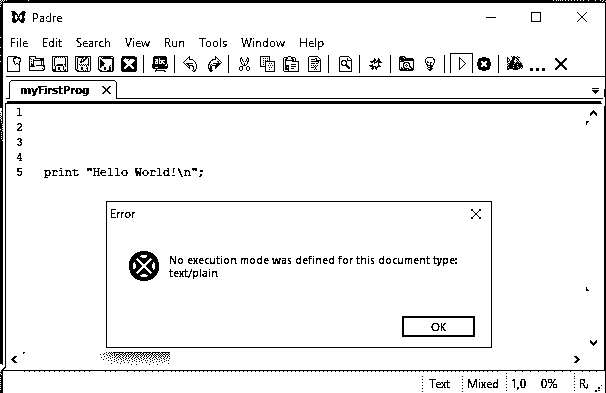 Padre
File Edit Search View Run Tools Window Help
abc
myFirstProg
1
2
3
4
5 print "Hello World!\n";
Error
No execution mode was defined for this document type:
text/plain
OK
Text Mixed 1,0 0% R